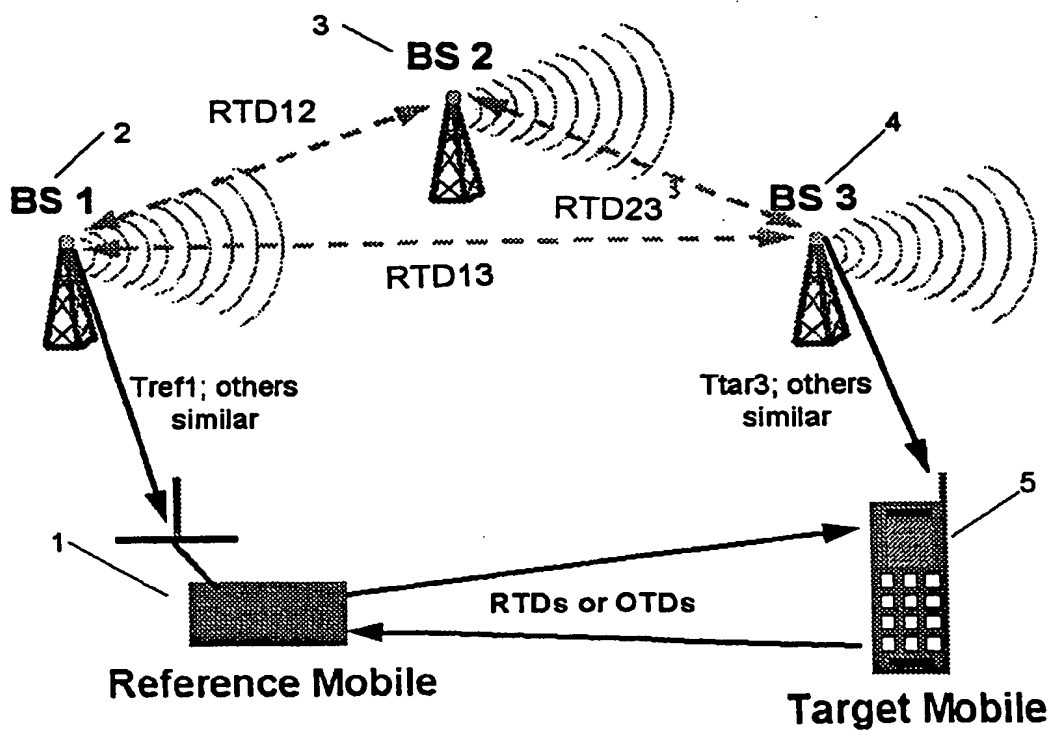 3
BS 2
RTD12
2
4
BS 1
BS 3
RTD23
3
RTD13
Tref1; others
similar
Ttar3; others
similar
5
1
RTDs or OTDs
Reference Mobile
Target Mobile